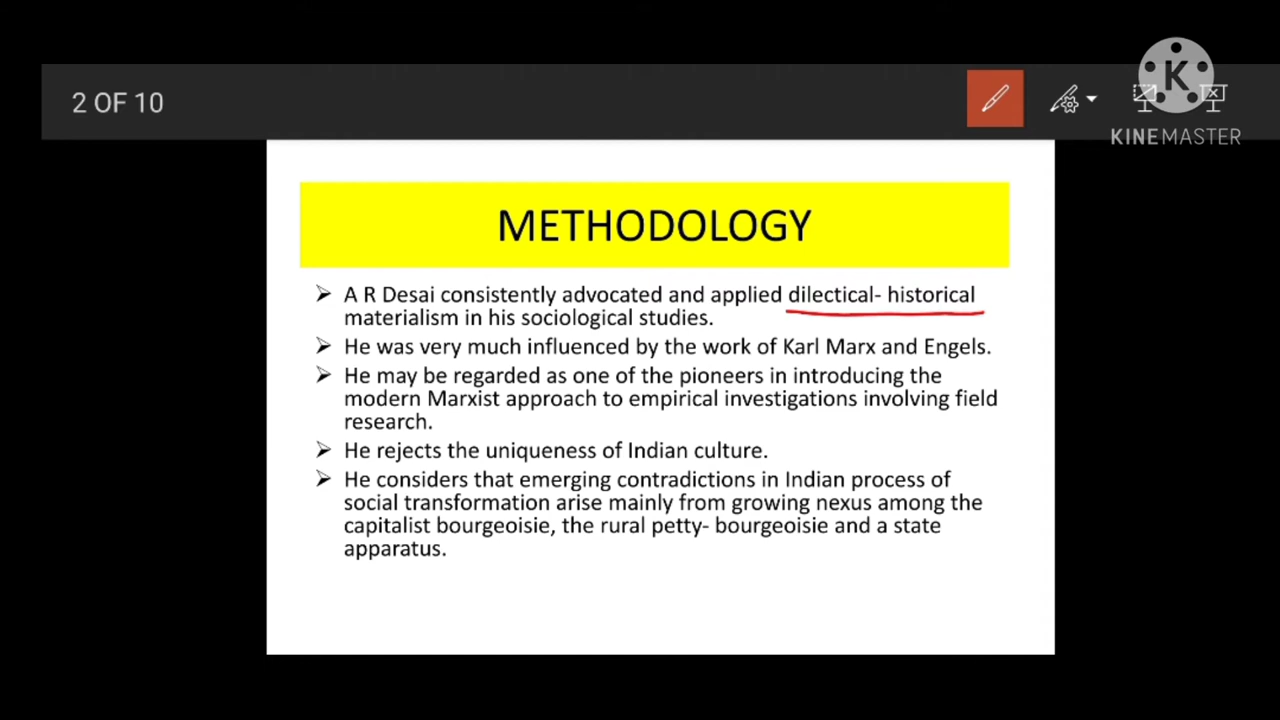 2 OF 10
K
KINEMASTER
METHODOLOGY
➢ A R Desai consistently advocated and applied dilectical- historical
materialism in his sociological studies.
➢ He was very much influenced by the work of Karl Marx and Engels.
➢ He may be regarded as one of the pioneers in introducing the
modern Marxist approach to empirical investigations involving field
research.
➢ He rejects the uniqueness of Indian culture.
➢ He considers that emerging contradictions in Indian process of
social transformation arise mainly from growing nexus among the
capitalist bourgeoisie, the rural petty- bourgeoisie and a state
apparatus.